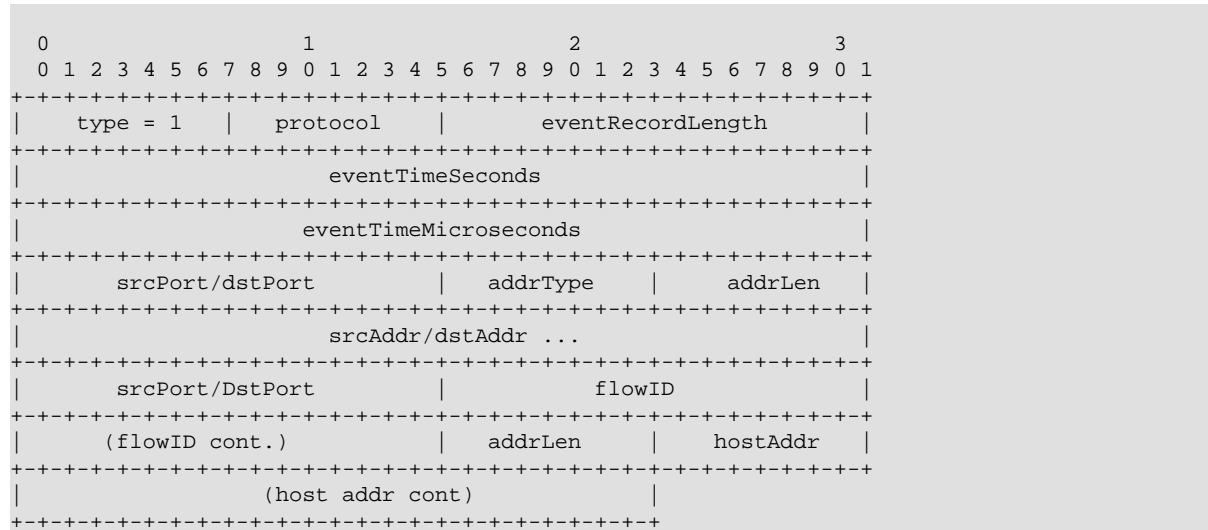 0                   1                   2                   3
0 1 2 3 4 5 6 7 8 9 0 1 2 3 4 5 6 7 8 9 0 1 2 3 4 5 6 7 8 9 0 1
+-+-+-+-+-+-+-+-+-+-+-+-+-+-+-+-+-+-+-+-+-+-+-+-+-+-+-+-+-+-+-+-+
|    type = 1   |   protocol    |       eventRecordLength       |
+-+-+-+-+-+-+-+-+-+-+-+-+-+-+-+-+-+-+-+-+-+-+-+-+-+-+-+-+-+-+-+-+
|                       eventTimeSeconds                        |
+-+-+-+-+-+-+-+-+-+-+-+-+-+-+-+-+-+-+-+-+-+-+-+-+-+-+-+-+-+-+-+-+
|                     eventTimeMicroseconds                     |
+-+-+-+-+-+-+-+-+-+-+-+-+-+-+-+-+-+-+-+-+-+-+-+-+-+-+-+-+-+-+-+-+
|       srcPort/dstPort         |   addrType    |     addrLen   |
+-+-+-+-+-+-+-+-+-+-+-+-+-+-+-+-+-+-+-+-+-+-+-+-+-+-+-+-+-+-+-+-+
|                       srcAddr/dstAddr ...                     |
+-+-+-+-+-+-+-+-+-+-+-+-+-+-+-+-+-+-+-+-+-+-+-+-+-+-+-+-+-+-+-+-+
|       srcPort/DstPort         |           flowID              |
+-+-+-+-+-+-+-+-+-+-+-+-+-+-+-+-+-+-+-+-+-+-+-+-+-+-+-+-+-+-+-+-+
|      (flowID cont.)           |   addrLen     |    hostAddr   |
+-+-+-+-+-+-+-+-+-+-+-+-+-+-+-+-+-+-+-+-+-+-+-+-+-+-+-+-+-+-+-+-+
|                  (host addr cont)             |
+-+-+-+-+-+-+-+-+-+-+-+-+-+-+-+-+-+-+-+-+-+-+-+-+